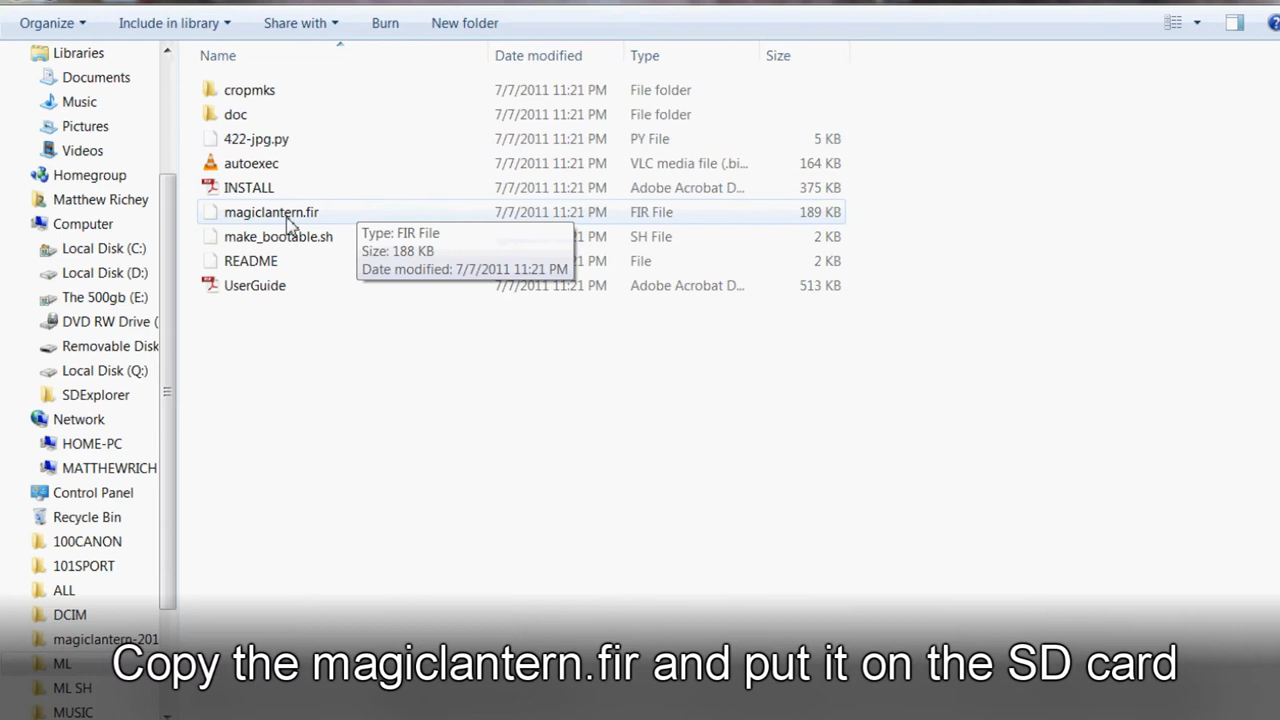 Organize Include in library Share with Burn New folder
Name Date modified Type Size
Libraries
Documents
Music
Pictures
Videos
Homegroup
Matthew Richey
Computer
Local Disk (C:)
Local Disk (D:)
The 500gb (E:)
DVD RW Drive (
Removable Disk
Local Disk (Q:)
SDExplorer
Network
HOME-PC
MATTHEWRICH
Control Panel
Recycle Bin
100CANON
101SPORT
ALL
DCIM
magiclantern-201
ML
ML SH
MUSIC
cropmks 7/7/2011 11:21 PM File folder
doc 7/7/2011 11:21 PM File folder
422-jpg.py 7/7/2011 11:21 PM PY File 5 KB
autoexec 7/7/2011 11:21 PM VLC media file (.bi... 164 KB
INSTALL 7/7/2011 11:21 PM Adobe Acrobat D... 375 KB
magiclantern.fir 7/7/2011 11:21 PM FIR File 189 KB
make_bootable.sh SH File 2 KB
README File 2 KB
UserGuide 7/7/2011 11:21 PM Adobe Acrobat D... 513 KB
Type: FIR File
Size: 188 KB
Date modified: 7/7/2011 11:21 PM
Copy the magiclantern.fir and put it on the SD card